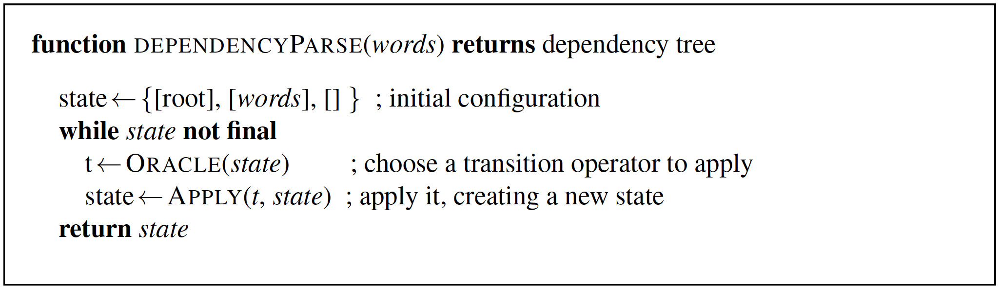 function DEPENDENCYPARSE(words) returns dependency tree
state ← {[root], [words], [] } ; initial configuration
while state not final
t ← ORACLE(state) ; choose a transition operator to apply
state ← APPLY(t, state) ; apply it, creating a new state
return state